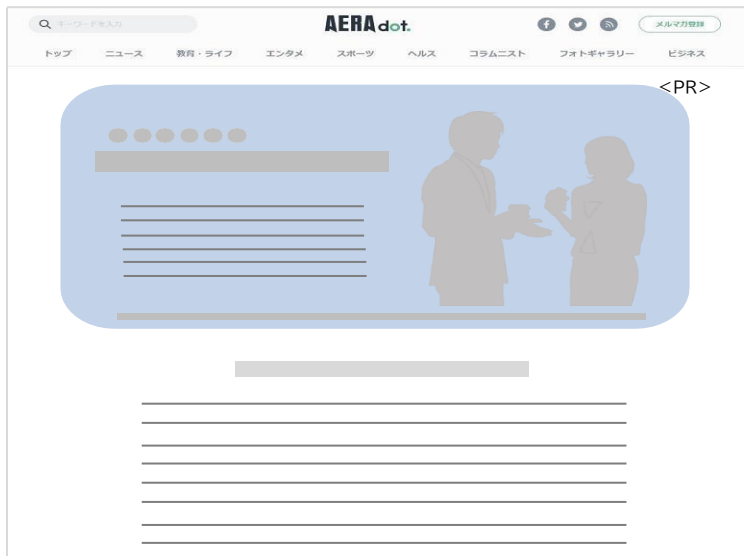 キーワードを入力
AERA dot.
メルマガ登録
トップ ニュース 教育・ライフ エンタメ スポーツ ヘルス コラムニスト フォトギャラリー ビジネス
<PR>